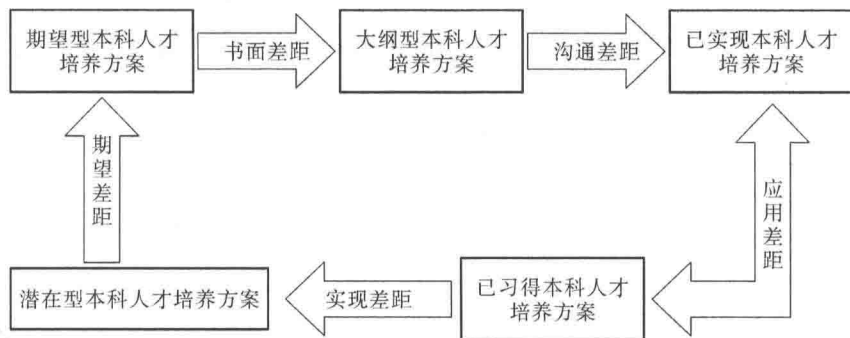 期望型本科人才
培养方案
书面差距
大纲型本科人才
培养方案
沟通差距
已实现本科人才
培养方案
期望差距
应用差距
潜在型本科人才培养方案
实现差距
已习得本科人才
培养方案